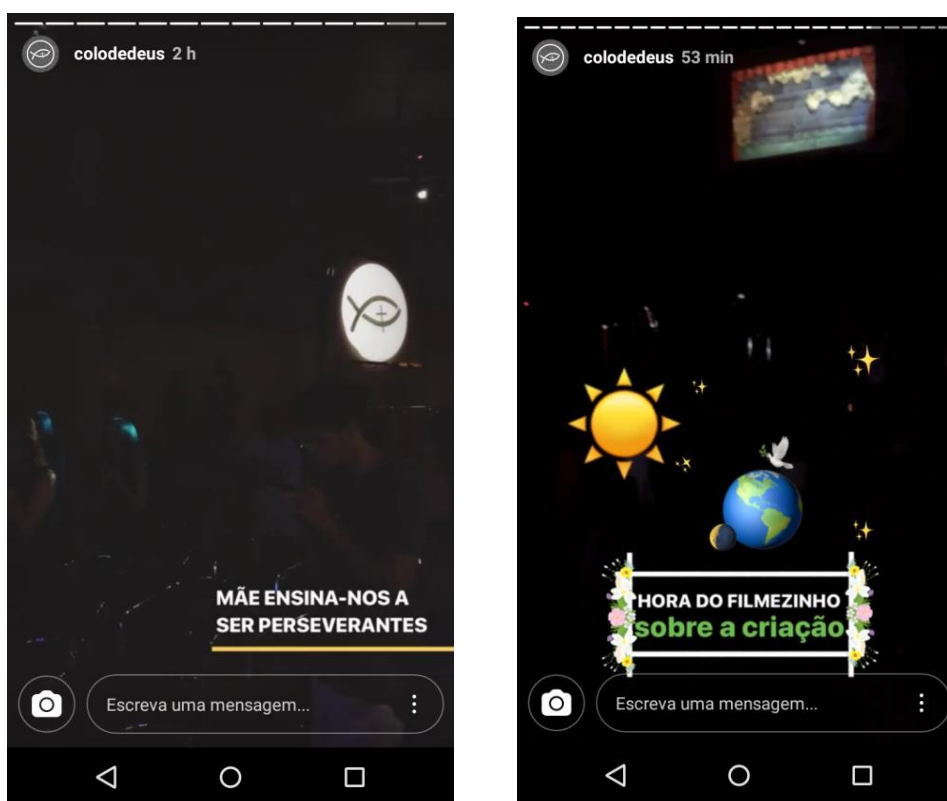 colodedeus 2 h
MÃE ENSINA-NOS A
SER PERSEVERANTES
Escreva uma mensagem...
colodedeus 53 min
HORA DO FILMEZINHO
sobre a criação
Escreva uma mensagem...